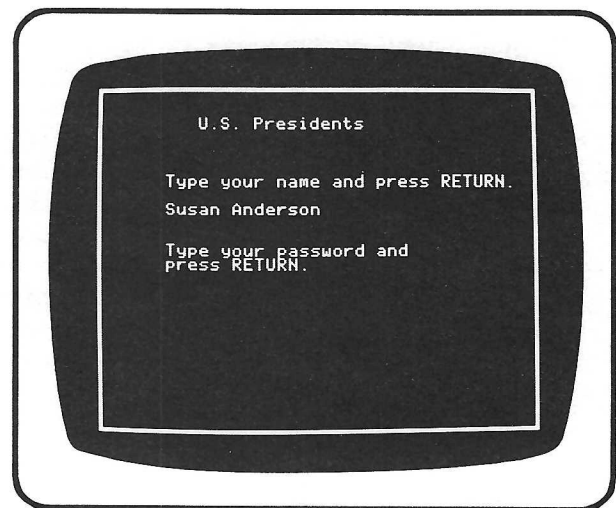 U.S. Presidents
Type your name and press RETURN.
Susan Anderson
Type your password and
press RETURN.